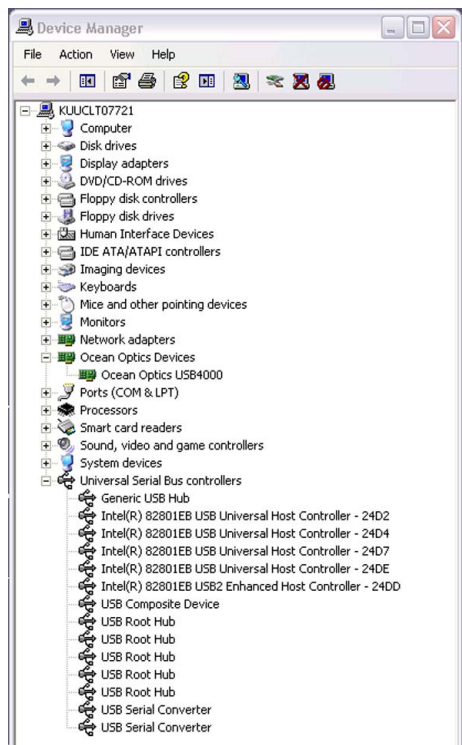 Device Manager
File Action View Help
KUUCLT07721
Computer
Disk drives
Display adapters
DVD/CD-ROM drives
Floppy disk controllers
Floppy disk drives
Human Interface Devices
IDE ATA/ATAPI controllers
Imaging devices
Keyboards
Mice and other pointing devices
Monitors
Network adapters
Ocean Optics Devices
Ocean Optics USB4000
Ports (COM & LPT)
Processors
Smart card readers
Sound, video and game controllers
System devices
Universal Serial Bus controllers
Generic USB Hub
Intel(R) 82801EB USB Universal Host Controller - 24D2
Intel(R) 82801EB USB Universal Host Controller - 24D4
Intel(R) 82801EB USB Universal Host Controller - 24D7
Intel(R) 82801EB USB Universal Host Controller - 24DE
Intel(R) 82801EB USB2 Enhanced Host Controller - 24DD
USB Composite Device
USB Root Hub
USB Root Hub
USB Root Hub
USB Root Hub
USB Root Hub
USB Serial Converter
USB Serial Converter